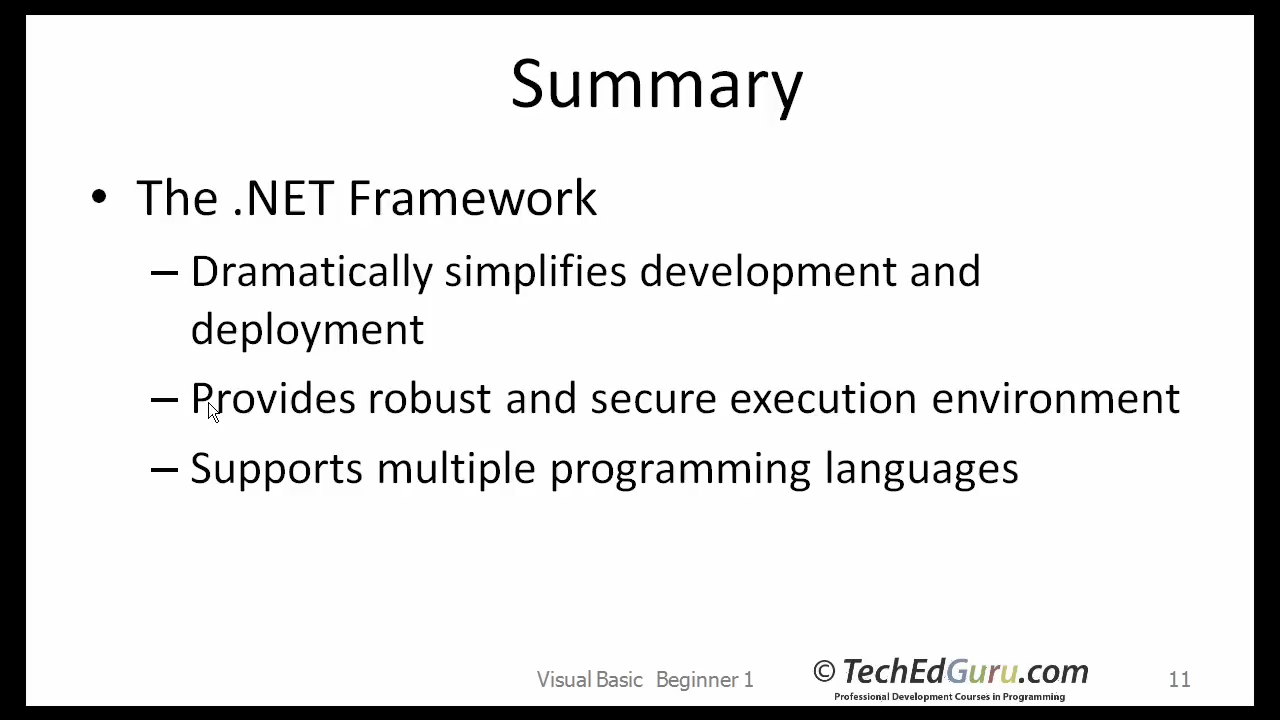 Summary
• The .NET Framework
– Dramatically simplifies development and
deployment
– Provides robust and secure execution environment
– Supports multiple programming languages
Visual Basic Beginner 1
© TechEdGuru.com
Professional Development Courses in Programming
11